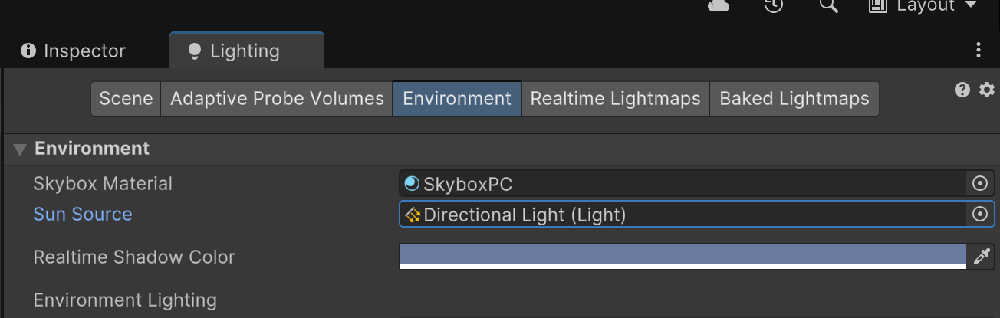 Layout
Inspector Lighting
Scene Adaptive Probe Volumes Environment Realtime Lightmaps Baked Lightmaps
Environment
Skybox Material SkyboxPC
Sun Source Directional Light (Light)
Realtime Shadow Color
Environment Lighting